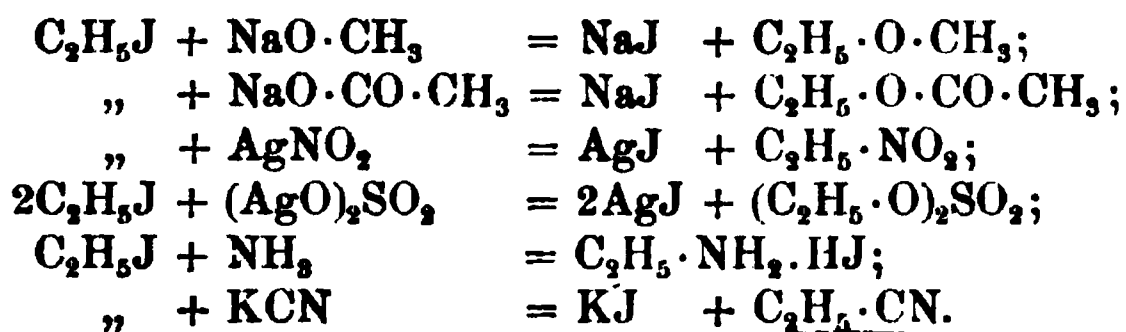 C₂H₅J + NaO·CH₃ = NaJ + C₂H₅·O·CH₃;
„ + NaO·CO·CH₃ = NaJ + C₂H₅·O·CO·CH₃;
„ + AgNO₂ = AgJ + C₂H₅·NO₂;
2C₂H₅J + (AgO)₂SO₂ = 2AgJ + (C₂H₅·O)₂SO₂;
C₂H₅J + NH₃ = C₂H₅·NH₂.HJ;
„ + KCN = KJ + C₂H₅·CN.